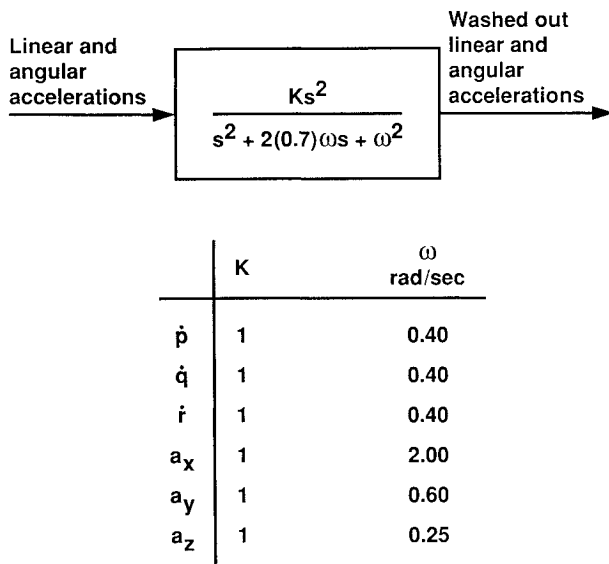 Linear and
angular
accelerations
Ks²
s² + 2(0.7)ωs + ω²
Washed out
linear and
angular
accelerations
K ω
rad/sec
ṗ 1 0.40
q̇ 1 0.40
ṙ 1 0.40
aₓ 1 2.00
a_y 1 0.60
a_z 1 0.25